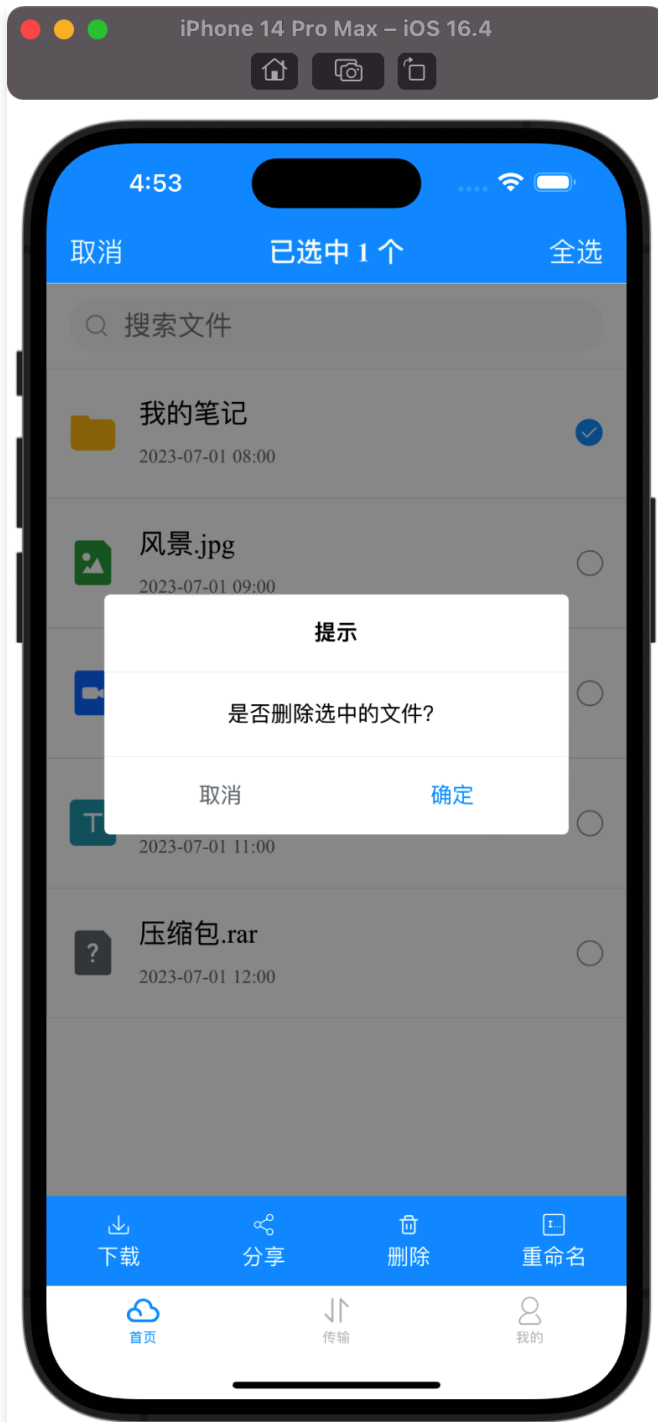 iPhone 14 Pro Max – iOS 16.4
4:53
取消
已选中 1 个
全选
搜索文件
我的笔记
2023-07-01 08:00
风景.jpg
2023-07-01 09:00
提示
是否删除选中的文件?
取消
确定
T
2023-07-01 11:00
?
压缩包.rar
2023-07-01 12:00
下载
分享
删除
I...
重命名
首页
传输
我的